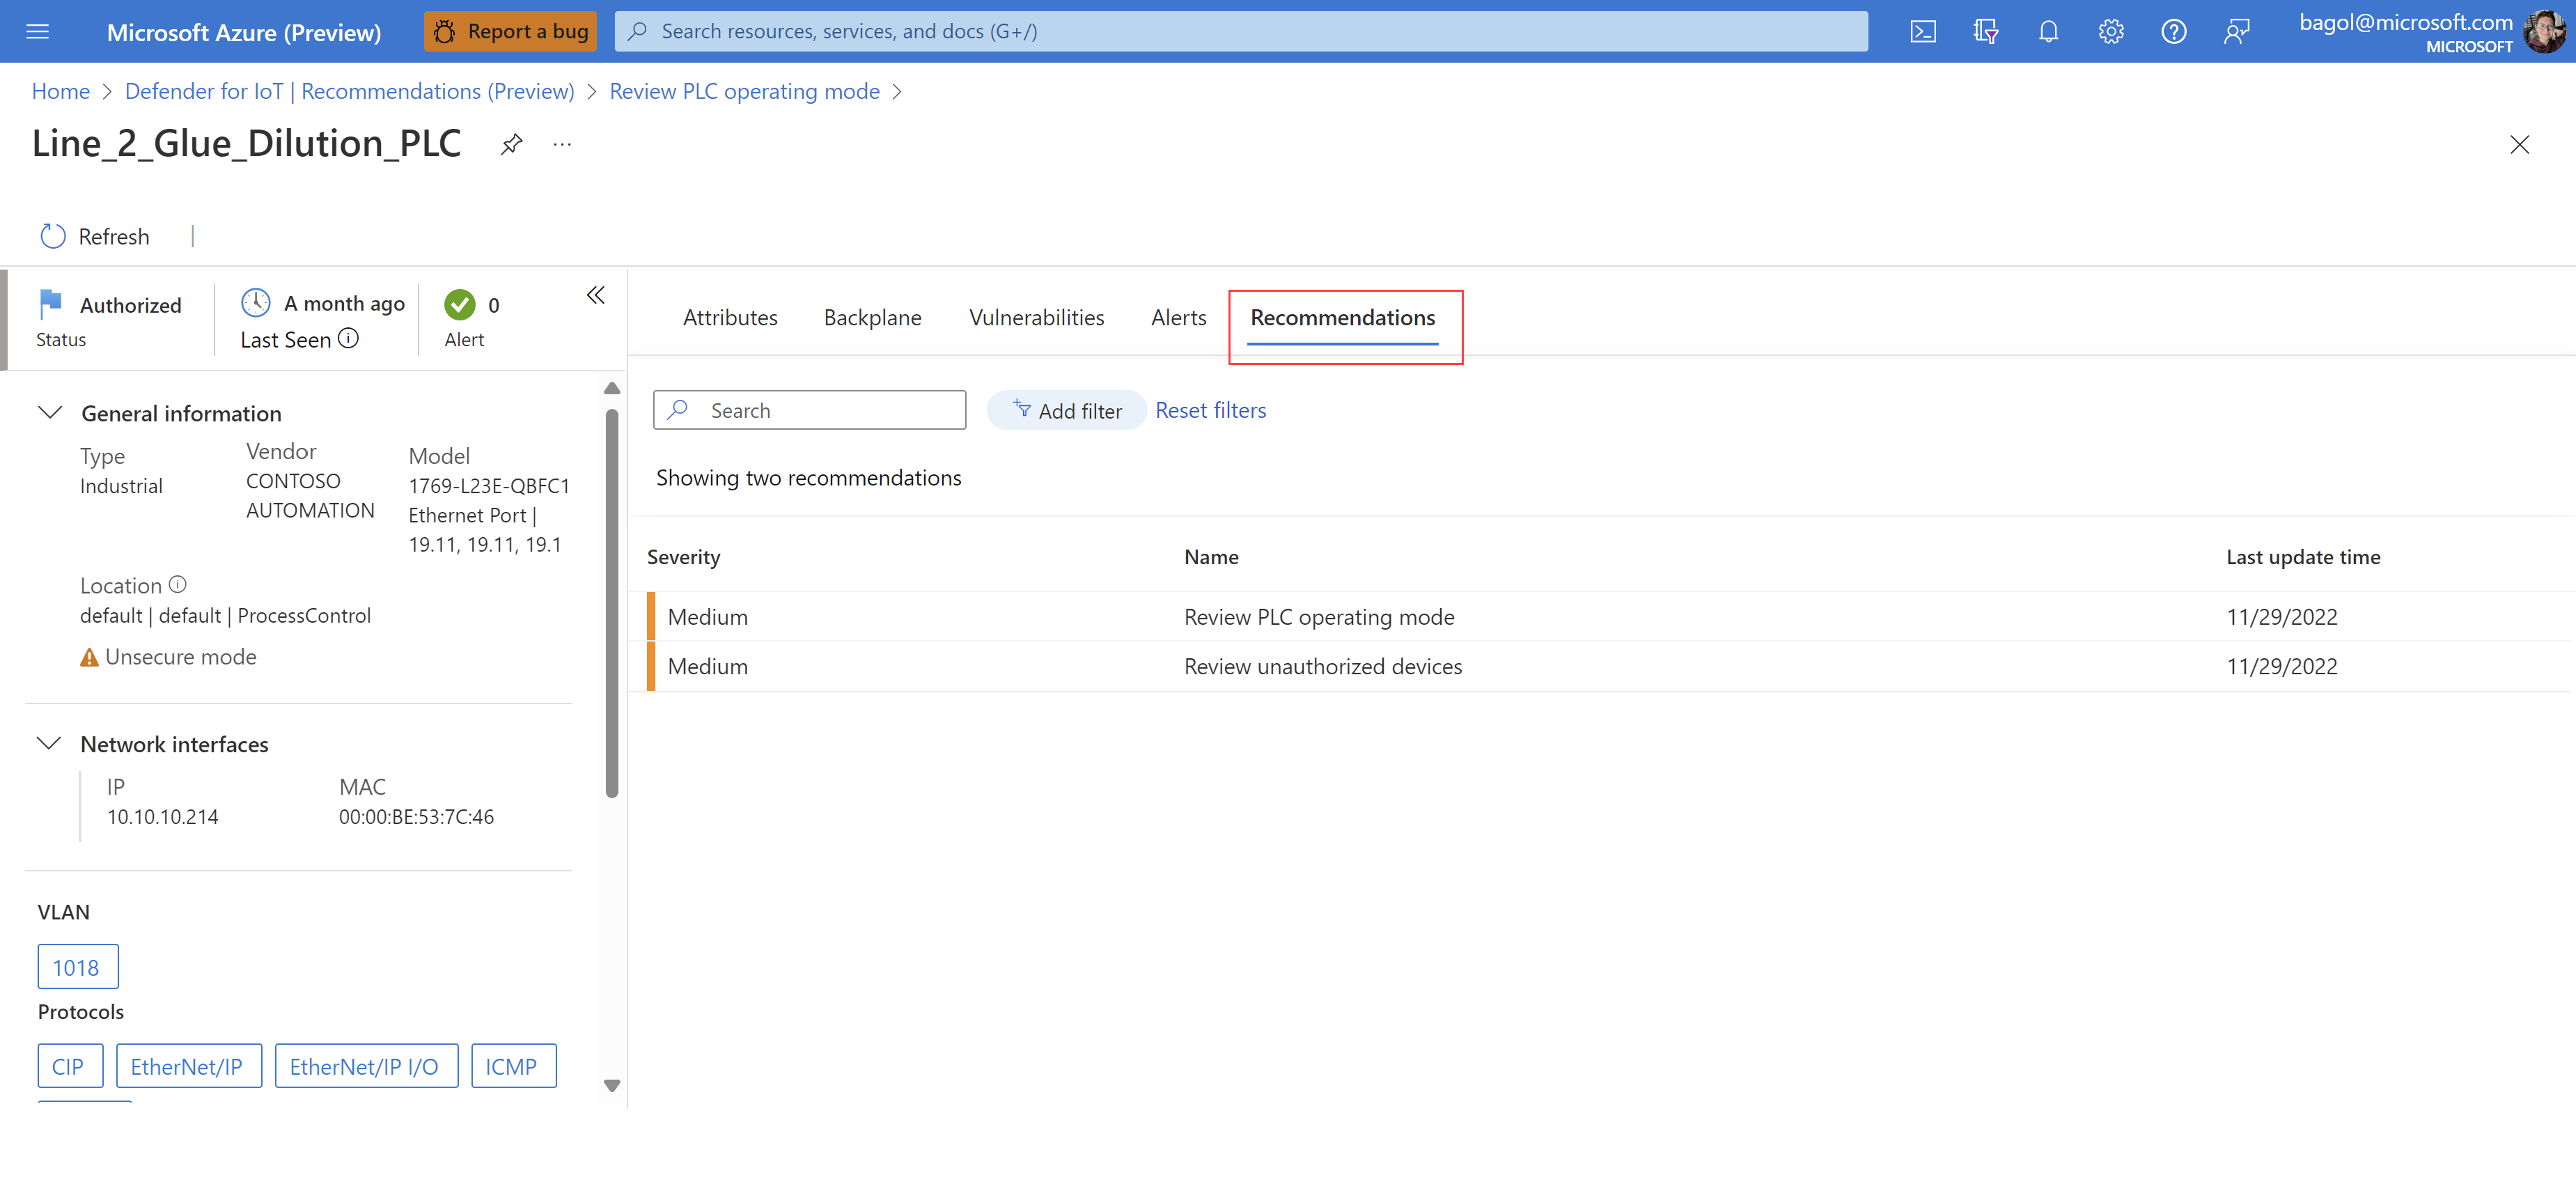 Microsoft Azure (Preview)
Report a bug
Search resources, services, and docs (G+/)
bagol@microsoft.com
MICROSOFT
Home > Defender for IoT | Recommendations (Preview) > Review PLC operating mode >
Line_2_Glue_Dilution_PLC
Refresh
Authorized
Status
A month ago
Last Seen
0
Alert
General information
Type
Industrial
Vendor
CONTOSO
AUTOMATION
Model
1769-L23E-QBFC1
Ethernet Port |
19.11, 19.11, 19.1
Location
default | default | ProcessControl
Unsecure mode
Network interfaces
IP
10.10.10.214
MAC
00:00:BE:53:7C:46
VLAN
1018
Protocols
CIP
EtherNet/IP
EtherNet/IP I/O
ICMP
Attributes
Backplane
Vulnerabilities
Alerts
Recommendations
Search
Add filter
Reset filters
Showing two recommendations
Severity Name Last update time
Medium Review PLC operating mode 11/29/2022
Medium Review unauthorized devices 11/29/2022